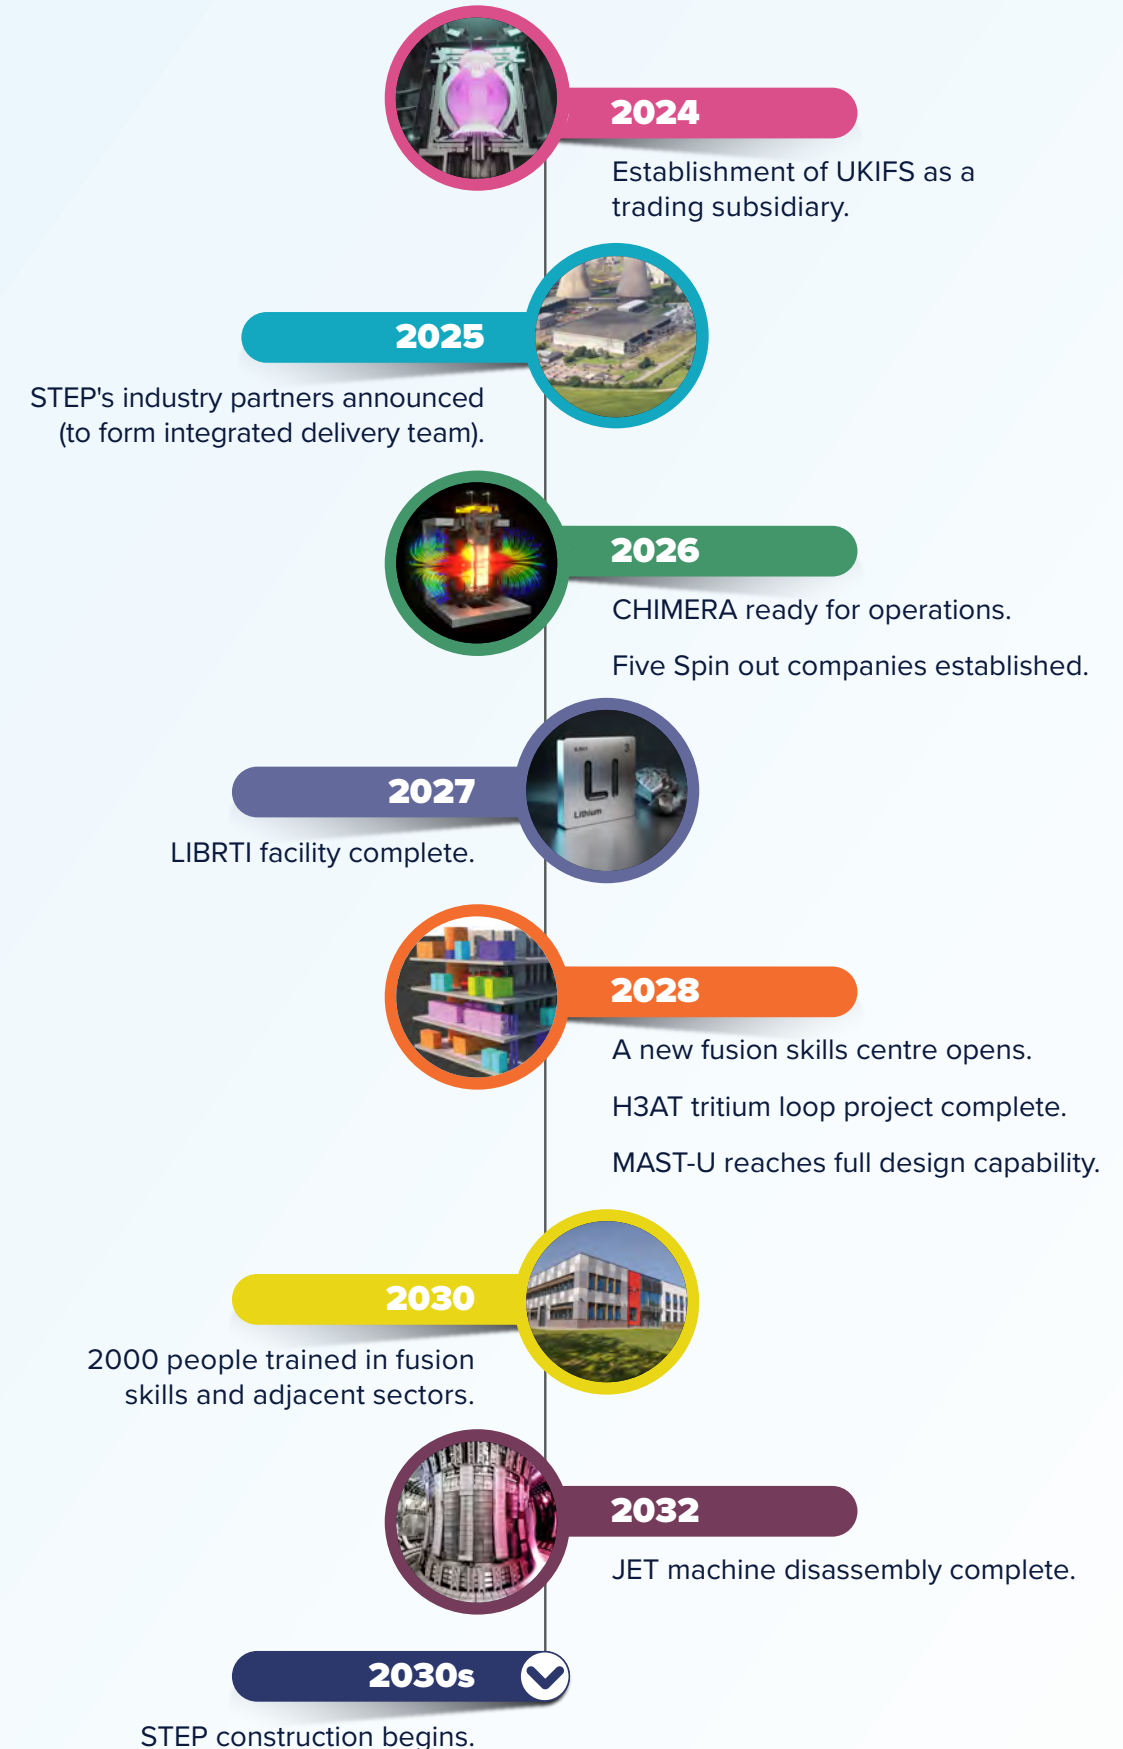 2024
Establishment of UKIFS as a
trading subsidiary.
2025
STEP's industry partners announced
(to form integrated delivery team).
2026
CHIMERA ready for operations.
Five Spin out companies established.
3
LI
Lithium
2027
LIBRTI facility complete.
2028
A new fusion skills centre opens.
H3AT tritium loop project complete.
MAST-U reaches full design capability.
2030
2000 people trained in fusion
skills and adjacent sectors.
2032
JET machine disassembly complete.
2030s
STEP construction begins.